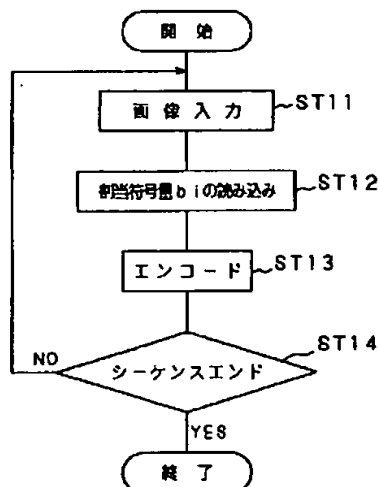 開始
画像入力
ST11
割当符号量biの読み込み
ST12
エンコード
ST13
シーケンスエンド
ST14
NO
YES
終了